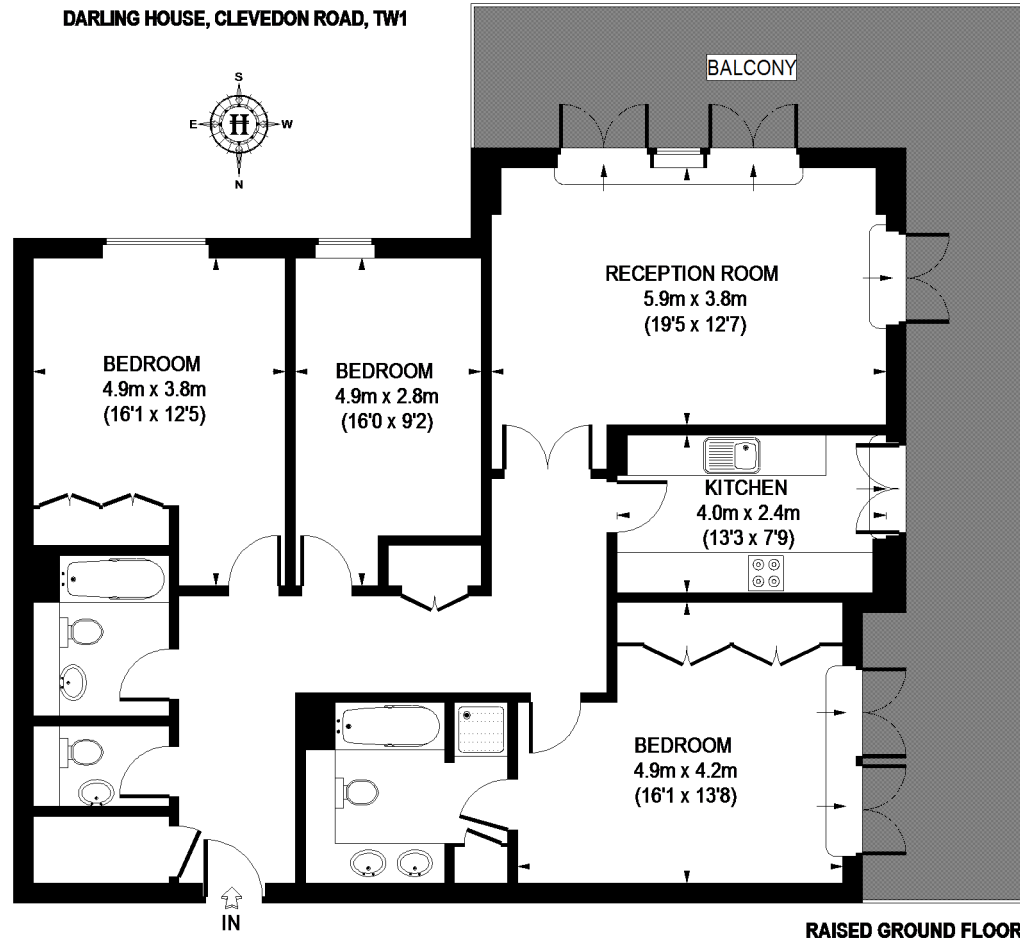 DARLING HOUSE, CLEVEDON ROAD, TW1
BALCONY
S
E H W
N
RECEPTION ROOM
5.9m x 3.8m
(19'5 x 12'7)
BEDROOM
4.9m x 3.8m
(16'1 x 12'5)
BEDROOM
4.9m x 2.8m
(16'0 x 9'2)
KITCHEN
4.0m x 2.4m
(13'3 x 7'9)
BEDROOM
4.9m x 4.2m
(16'1 x 13'8)
IN
RAISED GROUND FLOOR